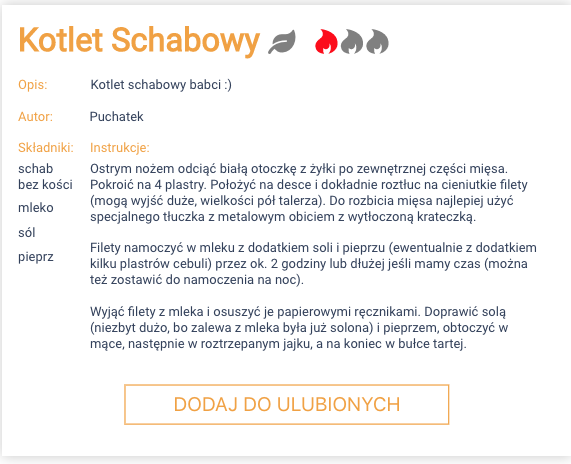 Kotlet Schabowy
Opis: Kotlet schabowy babci :)
Autor: Puchatek
Składniki:
schab
bez kości
mleko
sól
pieprz
Instrukcje:
Ostrym nożem odciąć białą otoczkę z żyłki po zewnętrznej części mięsa.
Pokroić na 4 plastry. Położyć na desce i dokładnie roztłuc na cieniutkie filety
(mogą wyjść duże, wielkości pół talerza). Do rozbicia mięsa najlepiej użyć
specjalnego tłuczka z metalowym obiciem z wytłoczoną krateczką.
Filety namoczyć w mleku z dodatkiem soli i pieprzu (ewentualnie z dodatkiem
kilku plastrów cebuli) przez ok. 2 godziny lub dłużej jeśli mamy czas (można
też zostawić do namoczenia na noc).
Wyjąć filety z mleka i osuszyć je papierowymi ręcznikami. Doprawić solą
(niezbyt dużo, bo zalewa z mleka była już solona) i pieprzem, obtoczyć w
mące, następnie w roztrzepanym jajku, a na koniec w bułce tartej.
DODAJ DO ULUBIONYCH